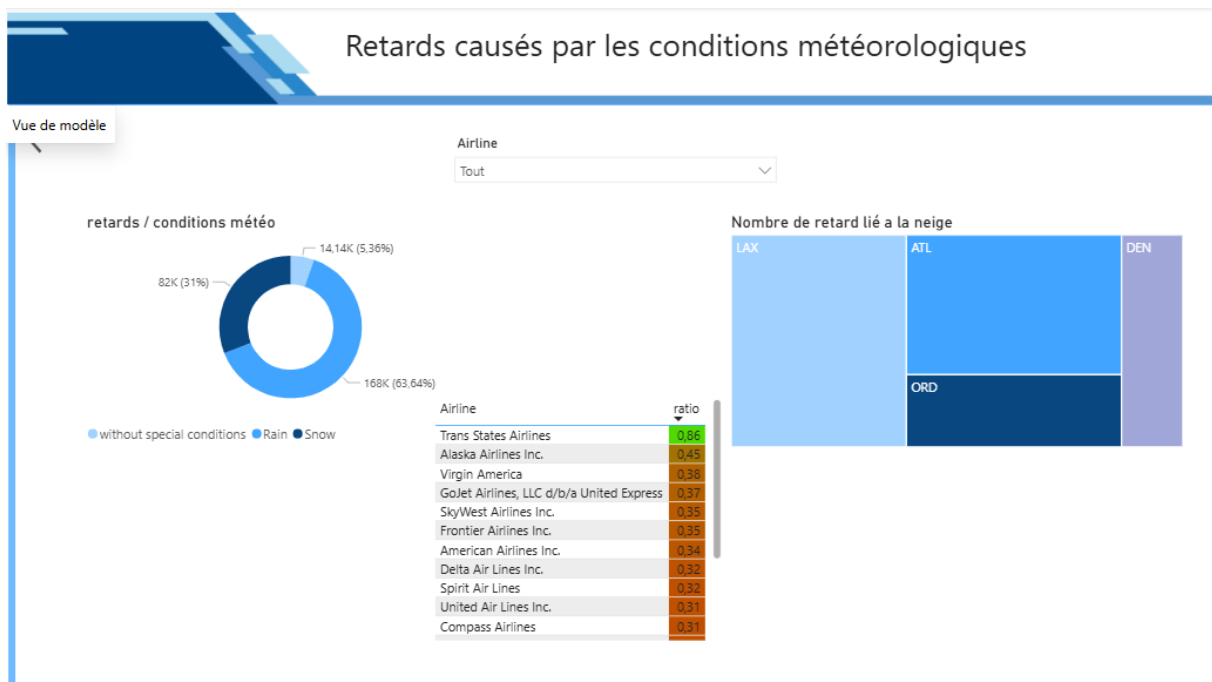 Retards causés par les conditions météorologiques
Vue de modèle
Airline
Tout
retards / conditions météo
14,14K (5,36%)
82K (31%)
168K (63,64%)
without special conditions Rain Snow
Airline ratio
Trans States Airlines 0,86
Alaska Airlines Inc. 0,45
Virgin America 0,38
GoJet Airlines, LLC d/b/a United Express 0,37
SkyWest Airlines Inc. 0,35
Frontier Airlines Inc. 0,35
American Airlines Inc. 0,34
Delta Air Lines Inc. 0,32
Spirit Air Lines 0,32
United Air Lines Inc. 0,31
Compass Airlines 0,31
Nombre de retard lié a la neige
LAX
ATL
DEN
ORD